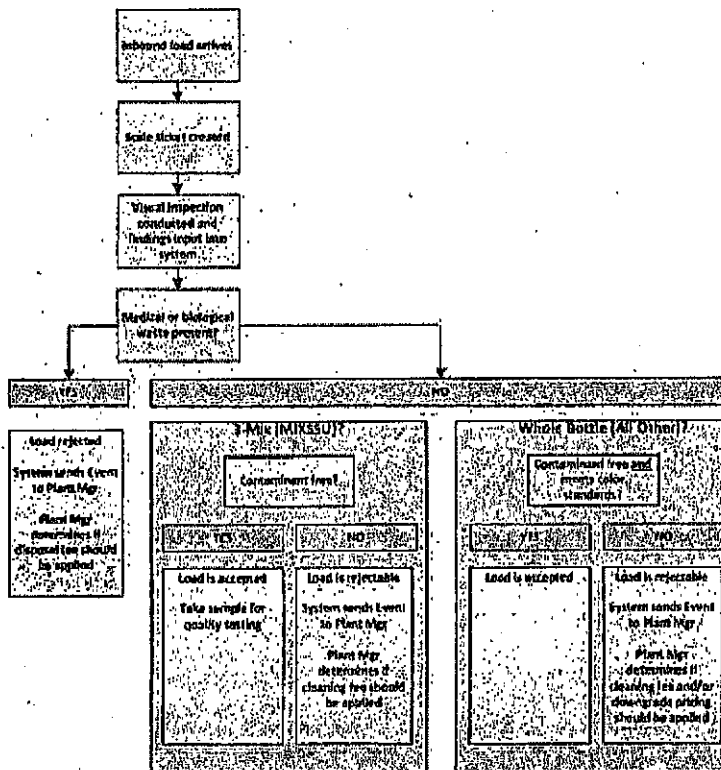 Inbound load arrives
Scale ticket created
Visual inspection
conducted and
findings input into
system
Medical or biological
waste present?
YES
NO
Load rejected
System sends Event
to Plant Mgr
Plant Mgr
determines if
disposal fee should
be applied
3-Mix (MIXSSU)?
Contaminant free?
YES
NO
Load is accepted
Take sample for
quality testing
Load is rejectable
System sends Event
to Plant Mgr
Plant Mgr
determines if
cleaning fee should
be applied
Whole Bottle (All Other)?
Contaminant free and
meets color
standards?
YES
NO
Load is accepted
Load is rejectable
System sends Event
to Plant Mgr
Plant Mgr
determines if
cleaning fee and/or
downgrade pricing
should be applied